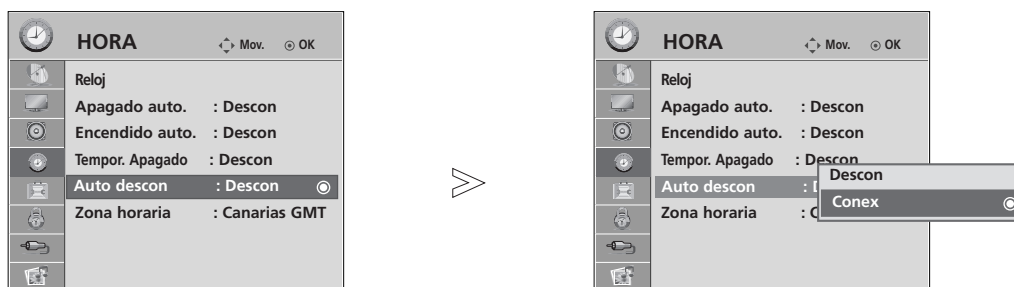 HORA Mov. OK
Reloj
Apagado auto. : Descon
Encendido auto. : Descon
Tempor. Apagado : Descon
Auto descon : Descon
Zona horaria : Canarias GMT
HORA Mov. OK
Reloj
Apagado auto. : Descon
Encendido auto. : Descon
Tempor. Apagado : Descon
Auto descon :
Zona horaria :
Descon
Conex